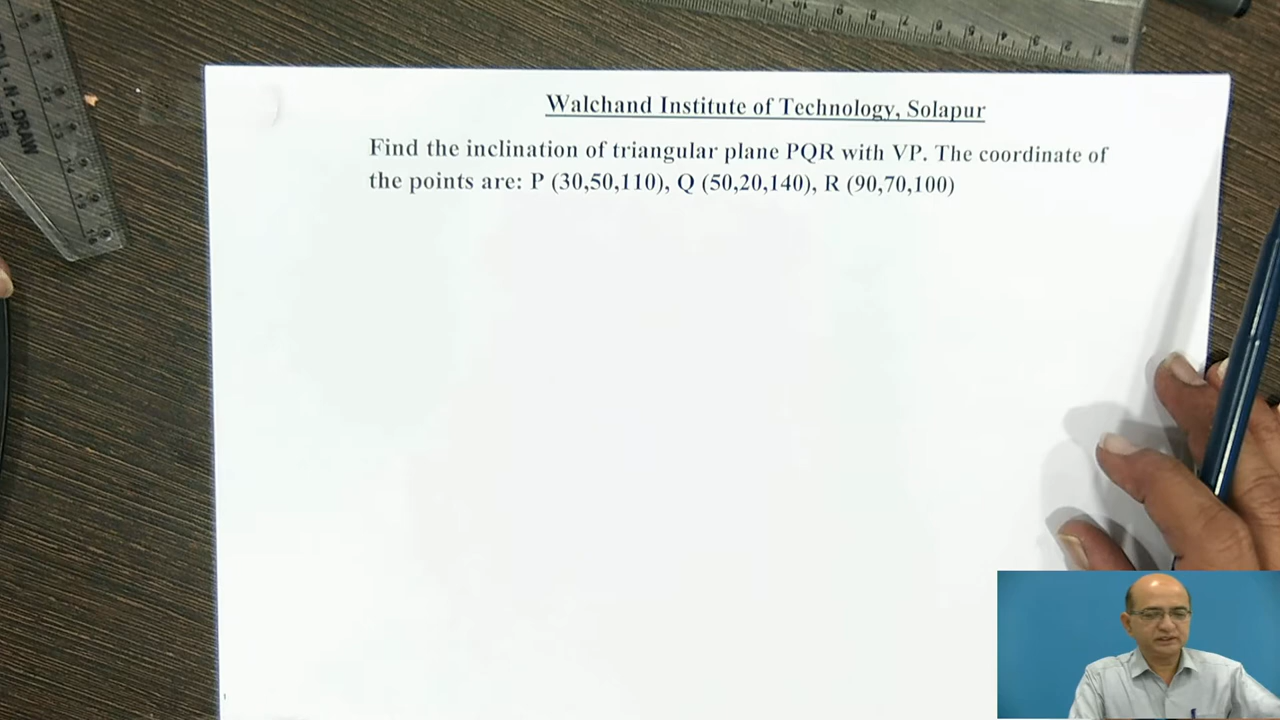 Walchand Institute of Technology, Solapur
Find the inclination of triangular plane PQR with VP. The coordinate of
the points are: P (30,50,110), Q (50,20,140), R (90,70,100)